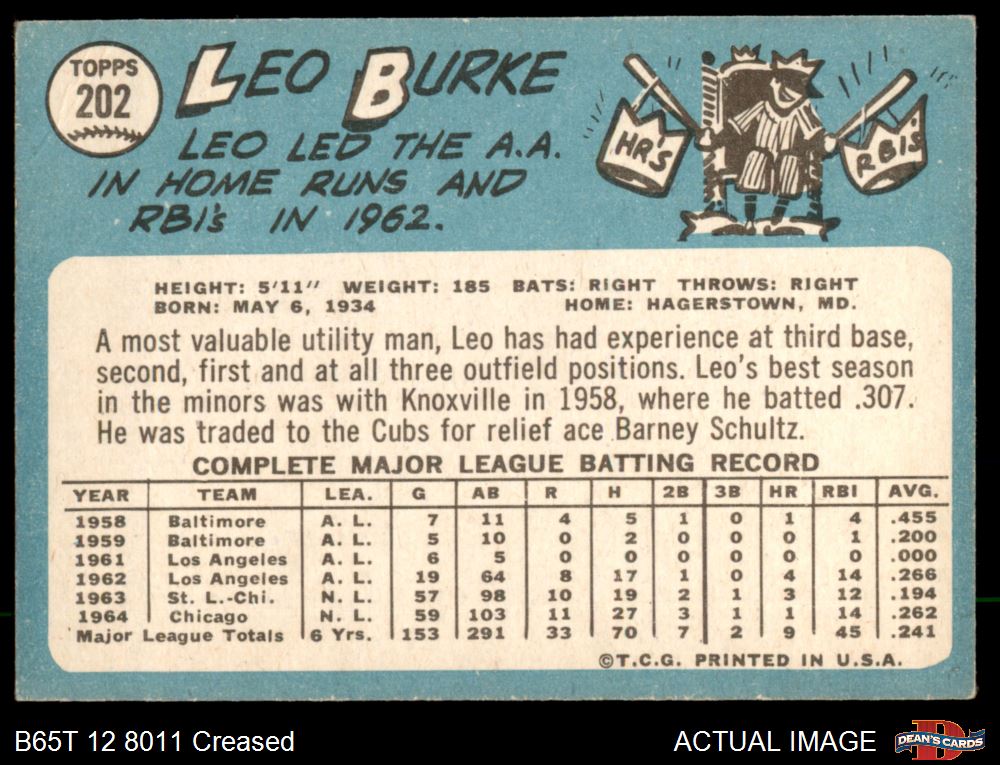 TOPPS
202
LEO BURKE
LEO LED THE A.A.
IN HOME RUNS AND
RBI's IN 1962.
HR'S
RBI'S
HEIGHT: 5'11" WEIGHT: 185 BATS: RIGHT THROWS: RIGHT
BORN: MAY 6, 1934 HOME: HAGERSTOWN, MD.
A most valuable utility man, Leo has had experience at third base,
second, first and at all three outfield positions. Leo's best season
in the minors was with Knoxville in 1958, where he batted .307.
He was traded to the Cubs for relief ace Barney Schultz.
COMPLETE MAJOR LEAGUE BATTING RECORD
YEAR TEAM LEA. G AB R H 2B 3B HR RBI AVG.
1958 Baltimore A. L. 7 11 4 5 1 0 1 4 .455
1959 Baltimore A. L. 5 10 0 2 0 0 0 1 .200
1961 Los Angeles A. L. 6 5 0 0 0 0 0 0 .000
1962 Los Angeles A. L. 19 64 8 17 1 0 4 14 .266
1963 St. L.-Chi. N. L. 57 98 10 19 2 1 3 12 .194
1964 Chicago N. L. 59 103 11 27 3 1 1 14 .262
Major League Totals 6 Yrs. 153 291 33 70 7 2 9 45 .241
©T.C.G. PRINTED IN U.S.A.
B65T 12 8011 Creased
ACTUAL IMAGE
D
DEAN'S CARDS